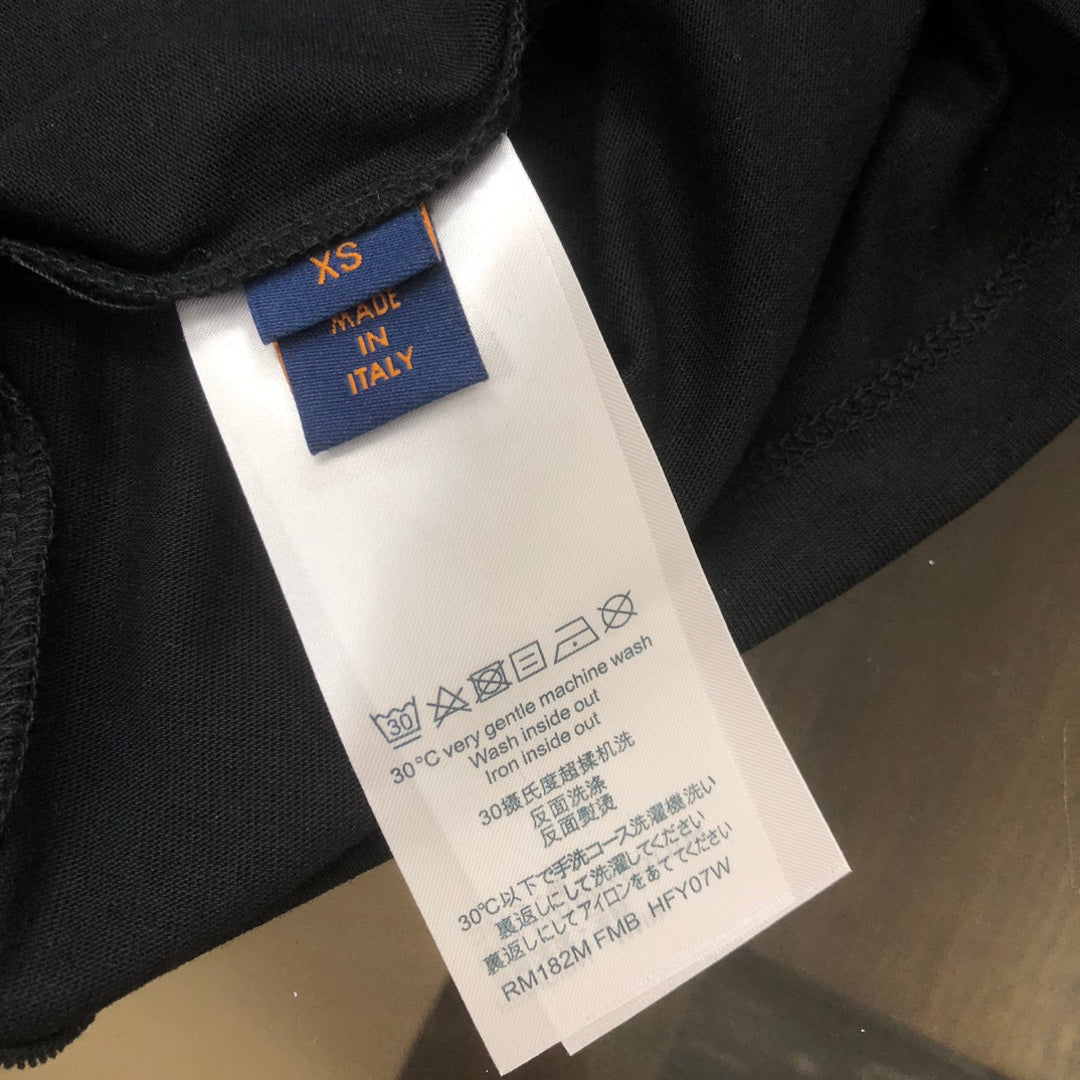 XS
MADE
IN
ITALY
30
30°C very gentle machine wash
Wash inside out
Iron inside out
30摄氏度超揉机洗
反面洗涤
反面熨烫
30℃以下で手洗コース洗濯機洗い
裏返しにして洗濯してください
裏返しにしてアイロンをあててください
RM182M FMB HFY07W